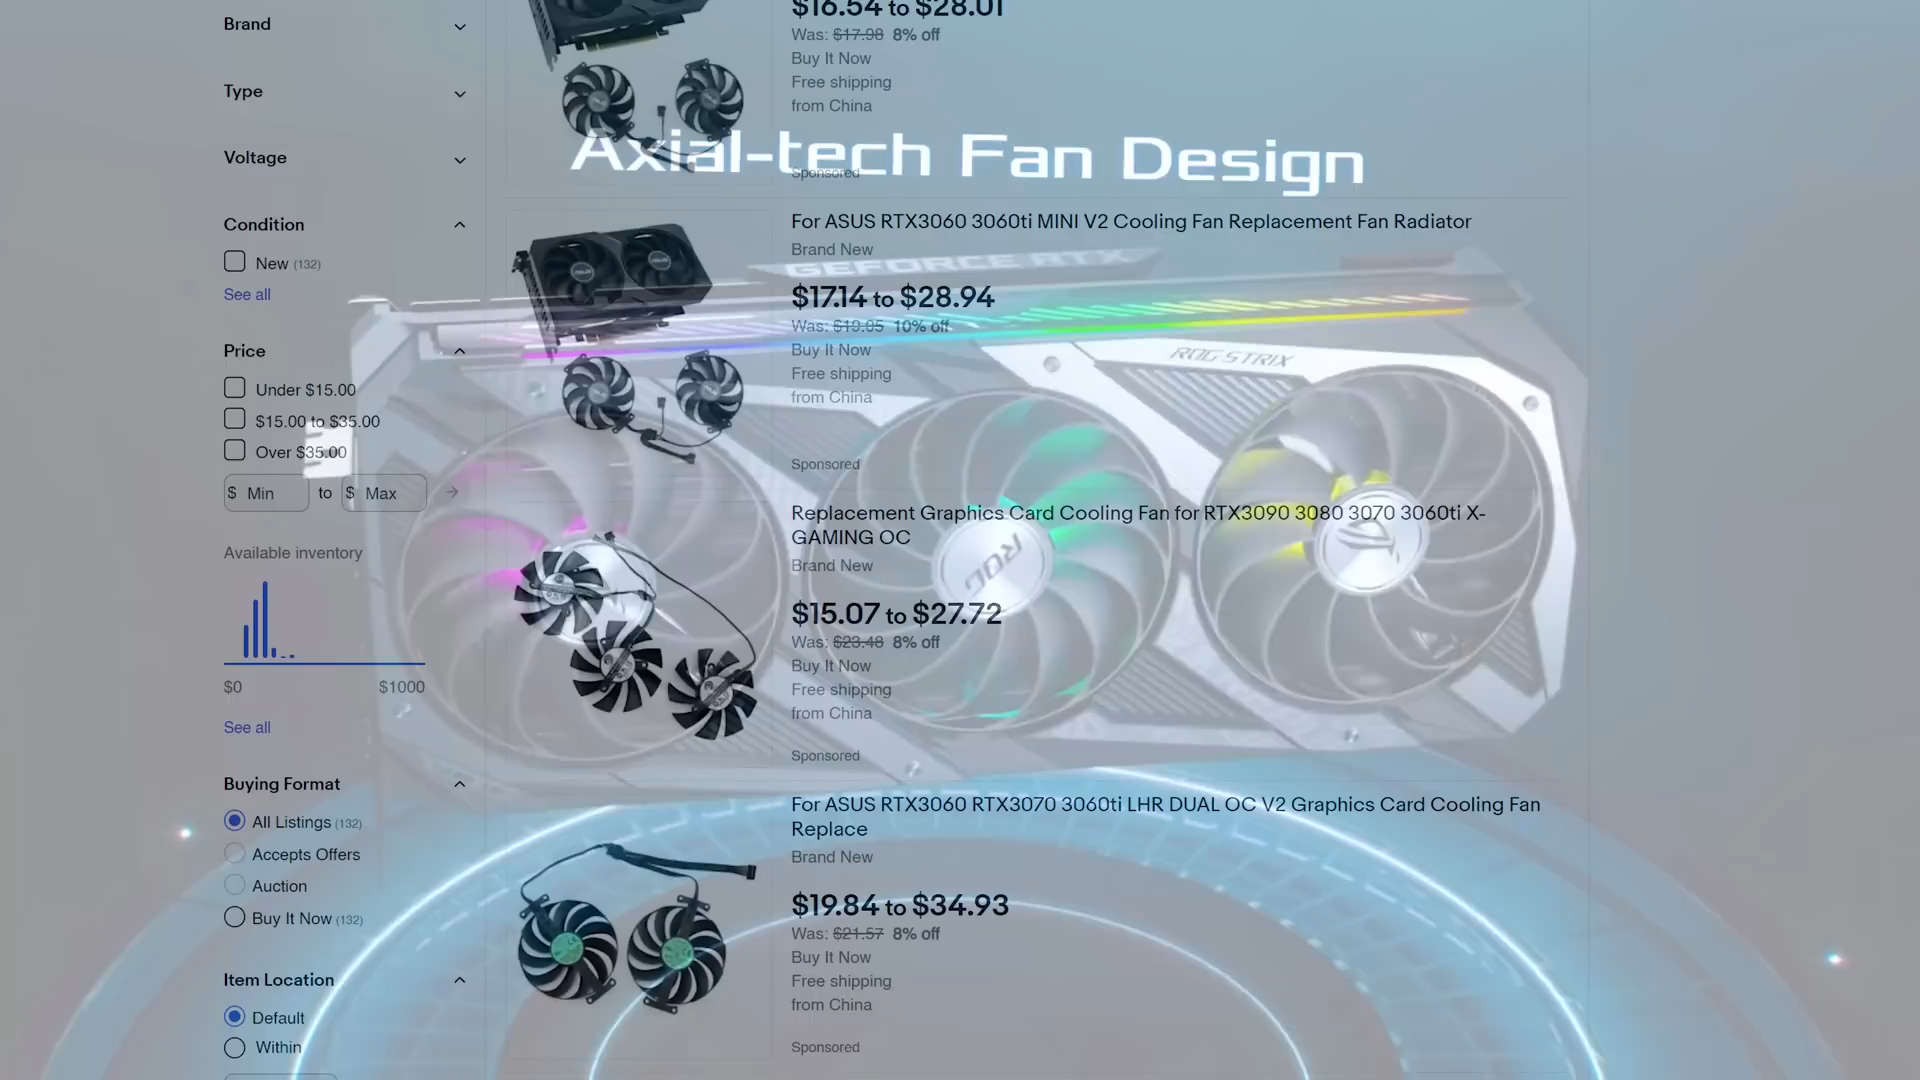 Brand
Type
Voltage
Condition
New (132)
See all
Price
Under $15.00
$15.00 to $35.00
Over $35.00
$ Min to $ Max
Available inventory
$0 $1000
See all
Buying Format
All Listings (132)
Accepts Offers
Auction
Buy It Now (132)
Item Location
Default
Within
$16.54 to $28.01
Was: $17.98 8% off
Buy It Now
Free shipping
from China
Axial-tech Fan Design
Sponsored
For ASUS RTX3060 3060ti MINI V2 Cooling Fan Replacement Fan Radiator
Brand New
GEFORCE RTX
$17.14 to $28.94
Was: $19.05 10% off
Buy It Now
Free shipping
from China
ROG STRIX
Sponsored
Replacement Graphics Card Cooling Fan for RTX3090 3080 3070 3060ti X-
GAMING OC
Brand New
ROG
$15.07 to $27.72
Was: $23.48 8% off
Buy It Now
Free shipping
from China
Sponsored
For ASUS RTX3060 RTX3070 3060ti LHR DUAL OC V2 Graphics Card Cooling Fan
Replace
Brand New
$19.84 to $34.93
Was: $21.57 8% off
Buy It Now
Free shipping
from China
Sponsored